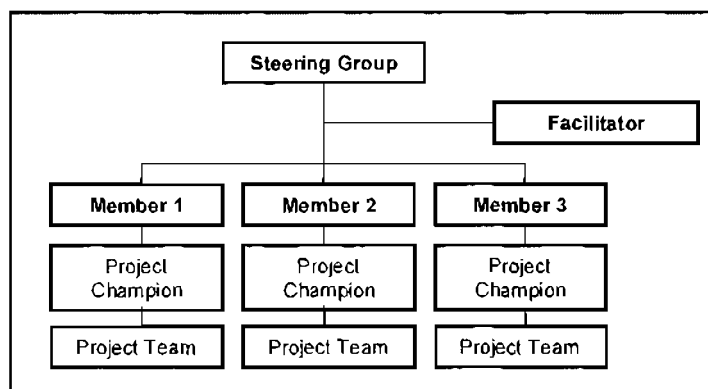 Steering Group
Facilitator
Member 1
Member 2
Member 3
Project
Champion
Project
Champion
Project
Champion
Project Team
Project Team
Project Team